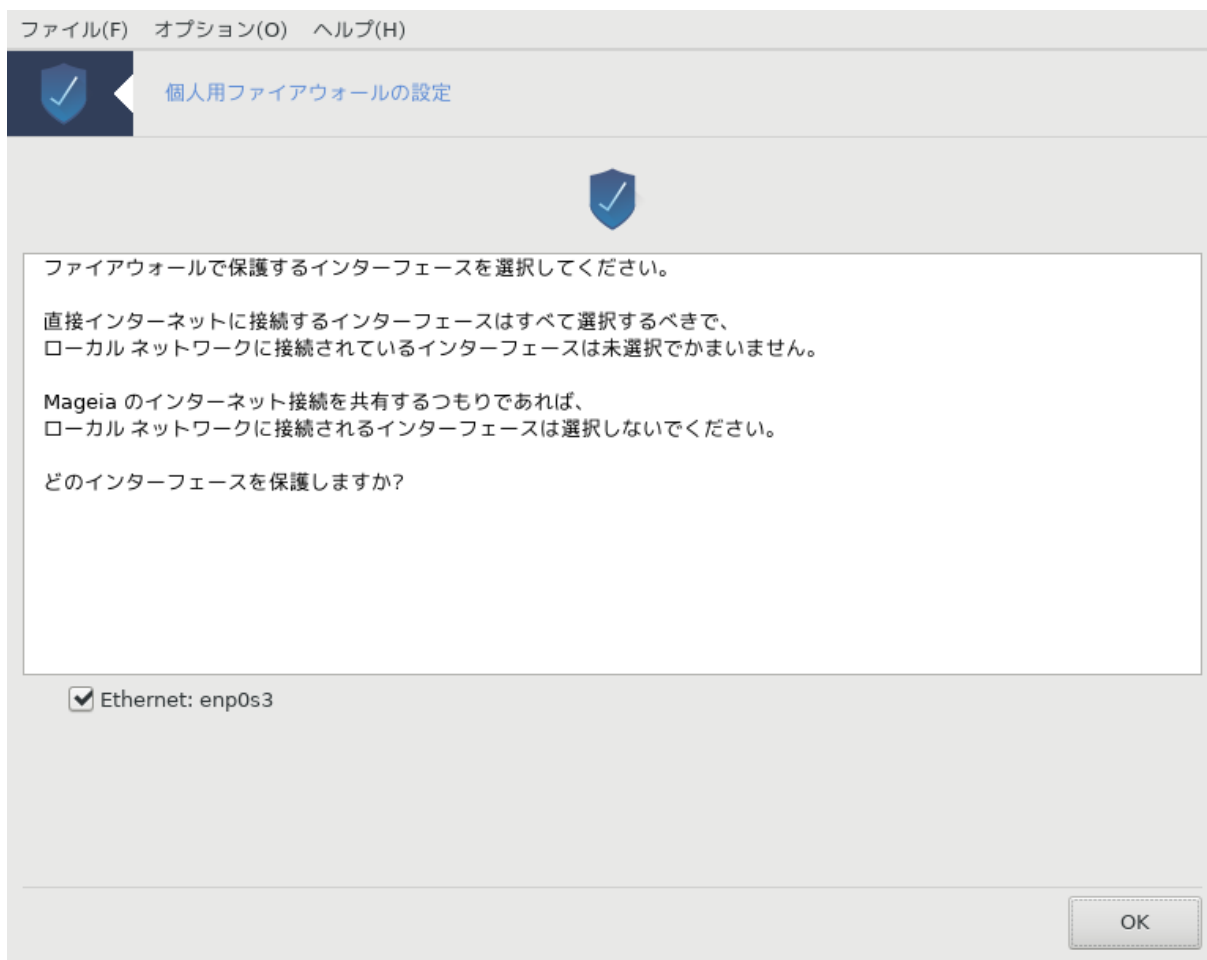 ファイル(F) オプション(O) ヘルプ(H)
個人用ファイアウォールの設定
ファイアウォールで保護するインターフェースを選択してください。
直接インターネットに接続するインターフェースはすべて選択するべきで、
ローカル ネットワークに接続されているインターフェースは未選択でかまいません。
Mageia のインターネット接続を共有するつもりであれば、
ローカル ネットワークに接続されるインターフェースは選択しないでください。
どのインターフェースを保護しますか?
Ethernet: enp0s3
OK